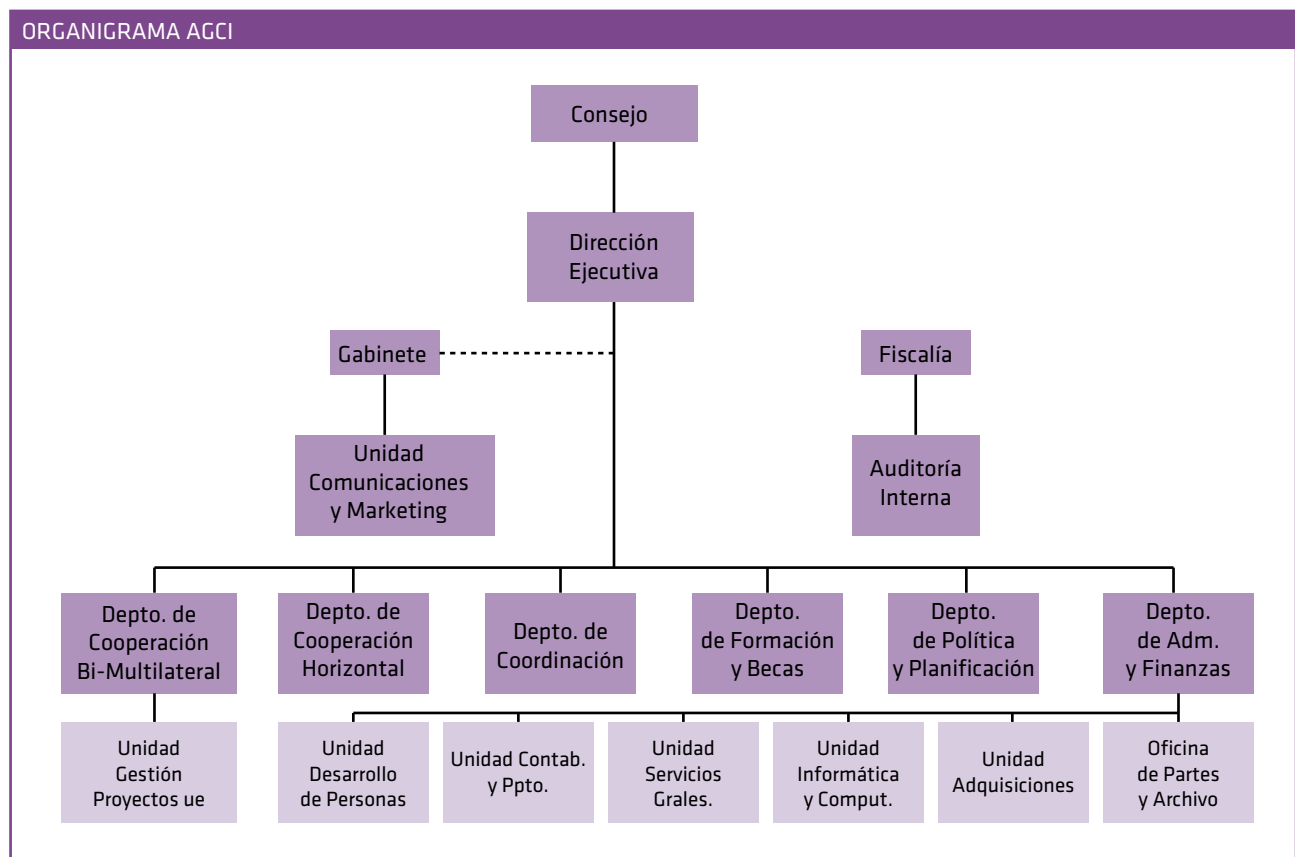 ORGANIGRAMA AGCI
Consejo
Dirección
Ejecutiva
Gabinete
Fiscalía
Unidad
Comunicaciones
y Marketing
Auditoría
Interna
Depto. de
Cooperación
Bi-Multilateral
Depto. de
Cooperación
Horizontal
Depto. de
Coordinación
Depto.
de Formación
y Becas
Depto.
de Política
y Planificación
Depto.
de Adm.
y Finanzas
Unidad
Gestión
Proyectos ue
Unidad
Desarrollo
de Personas
Unidad Contab.
y Ppto.
Unidad
Servicios
Grales.
Unidad
Informática
y Comput.
Unidad
Adquisiciones
Oficina
de Partes
y Archivo